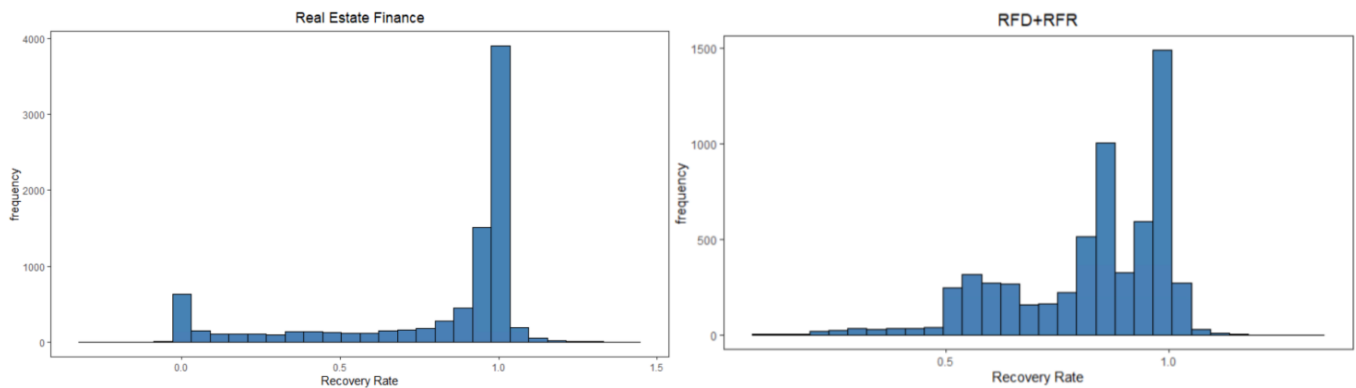 Real Estate Finance
4000
3000
2000
1000
0
frequency
0.0 0.5 1.0 1.5
Recovery Rate
RFD+RFR
1500
1000
500
0
frequency
0.5 1.0
Recovery Rate